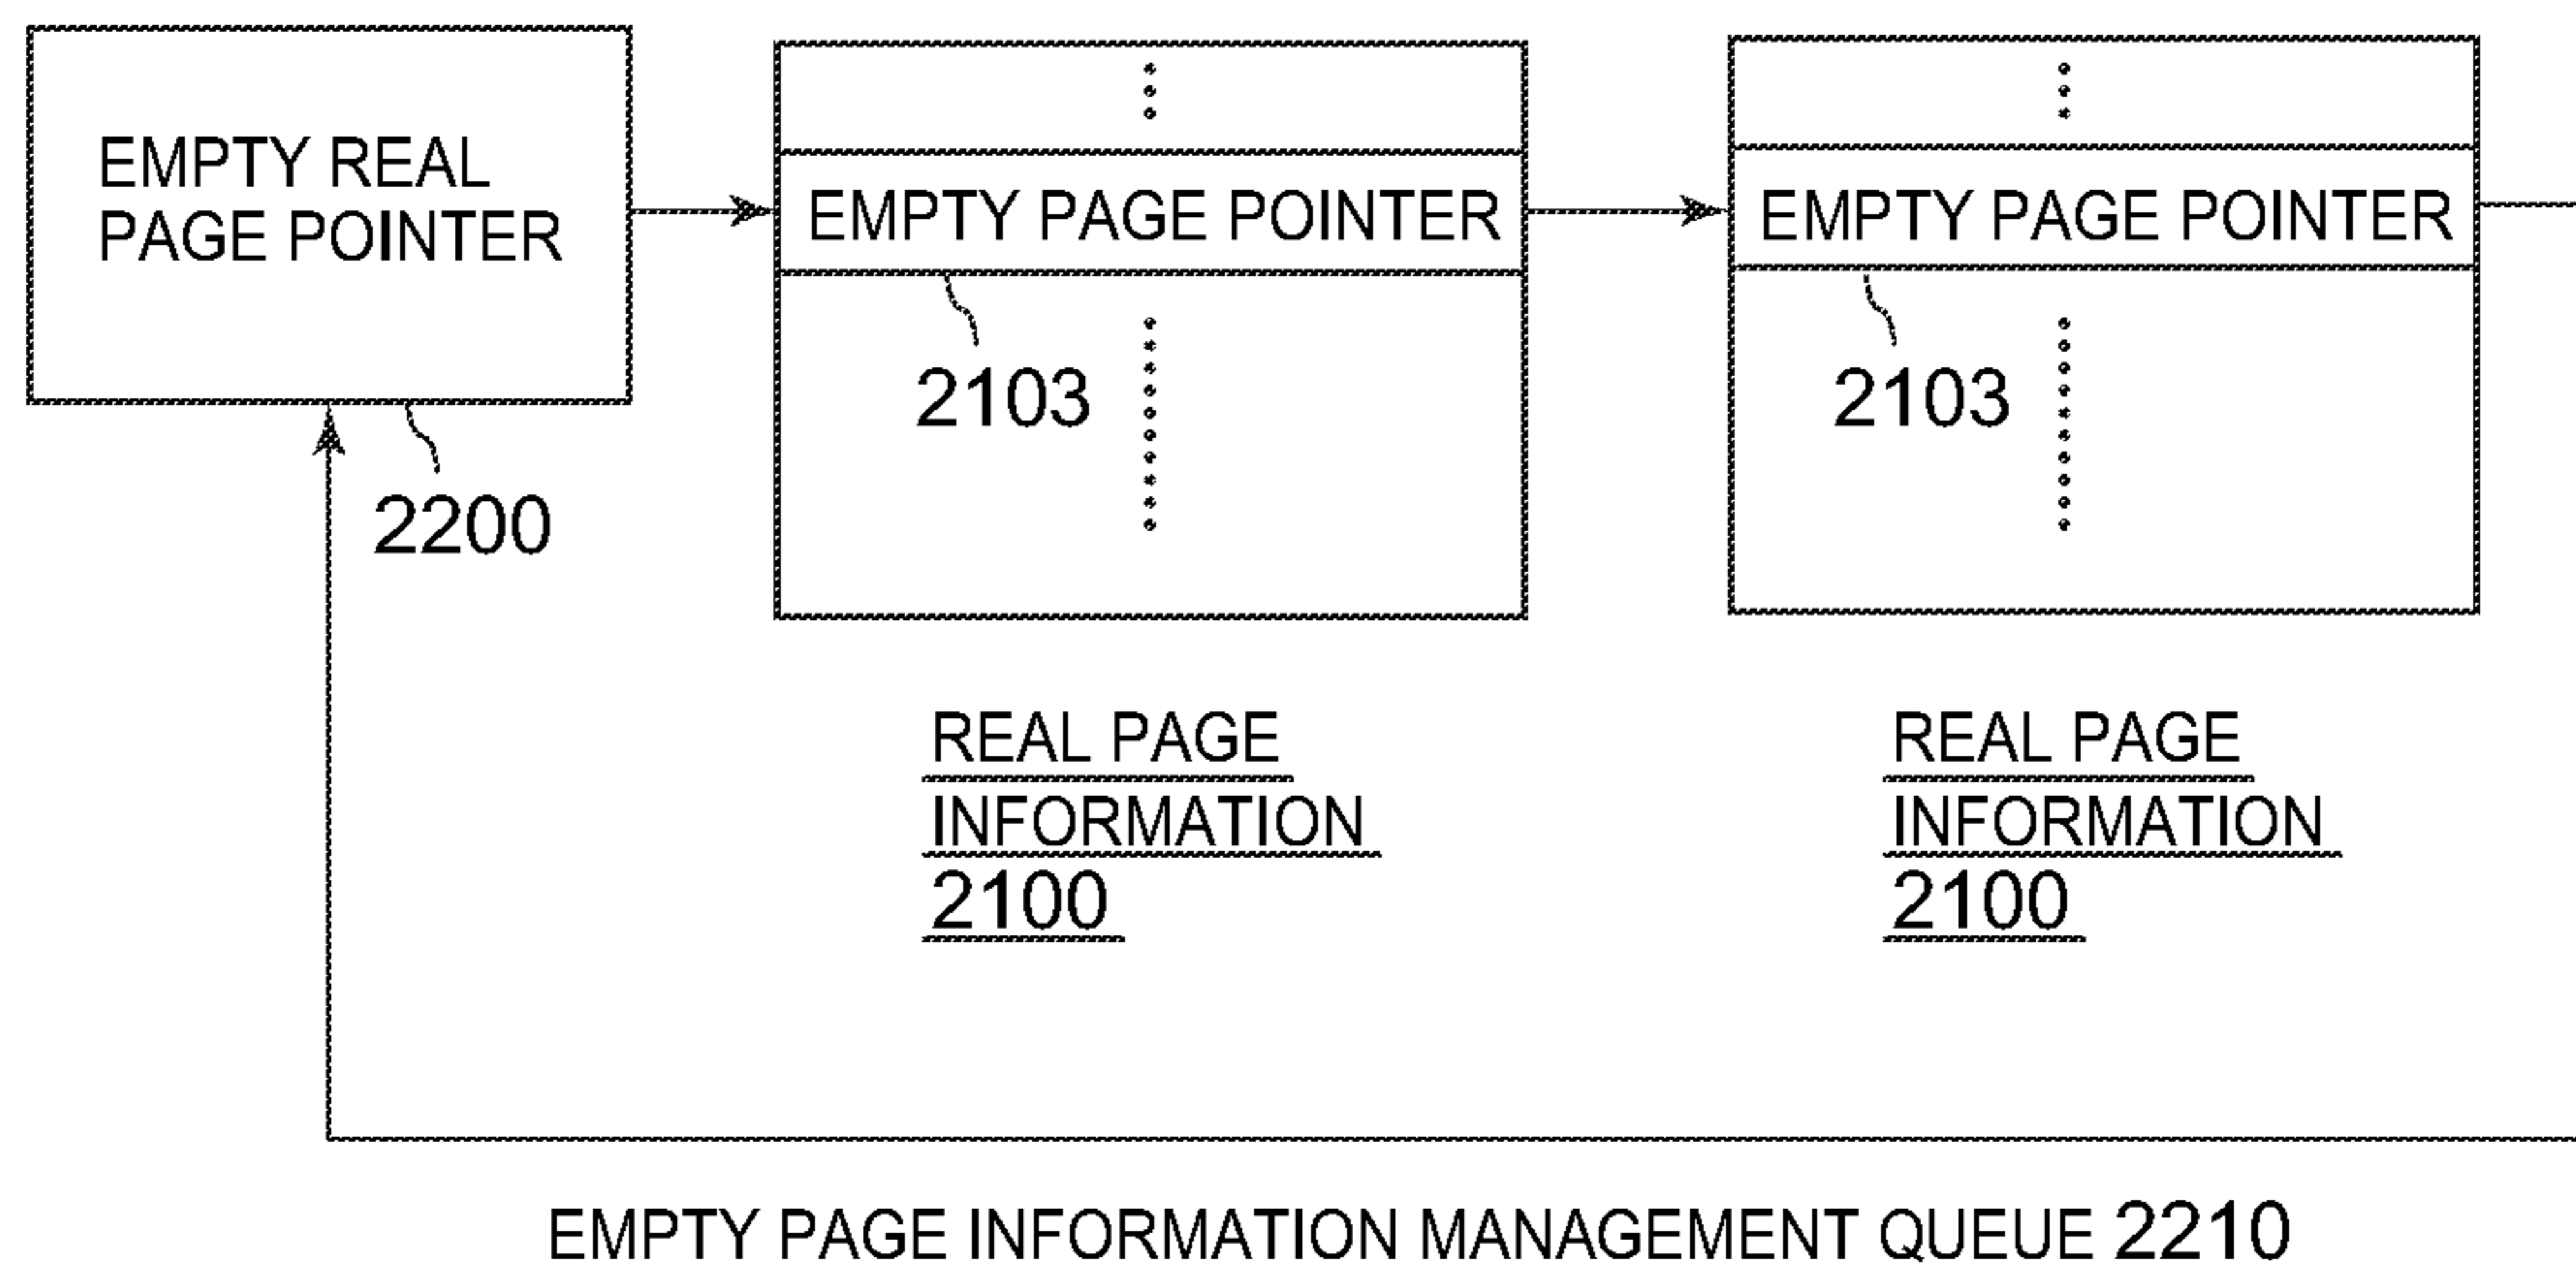 EMPTY REAL
PAGE POINTER
2200
EMPTY PAGE POINTER
2103
REAL PAGE
INFORMATION
2100
EMPTY PAGE POINTER
2103
REAL PAGE
INFORMATION
2100
EMPTY PAGE INFORMATION MANAGEMENT QUEUE 2210